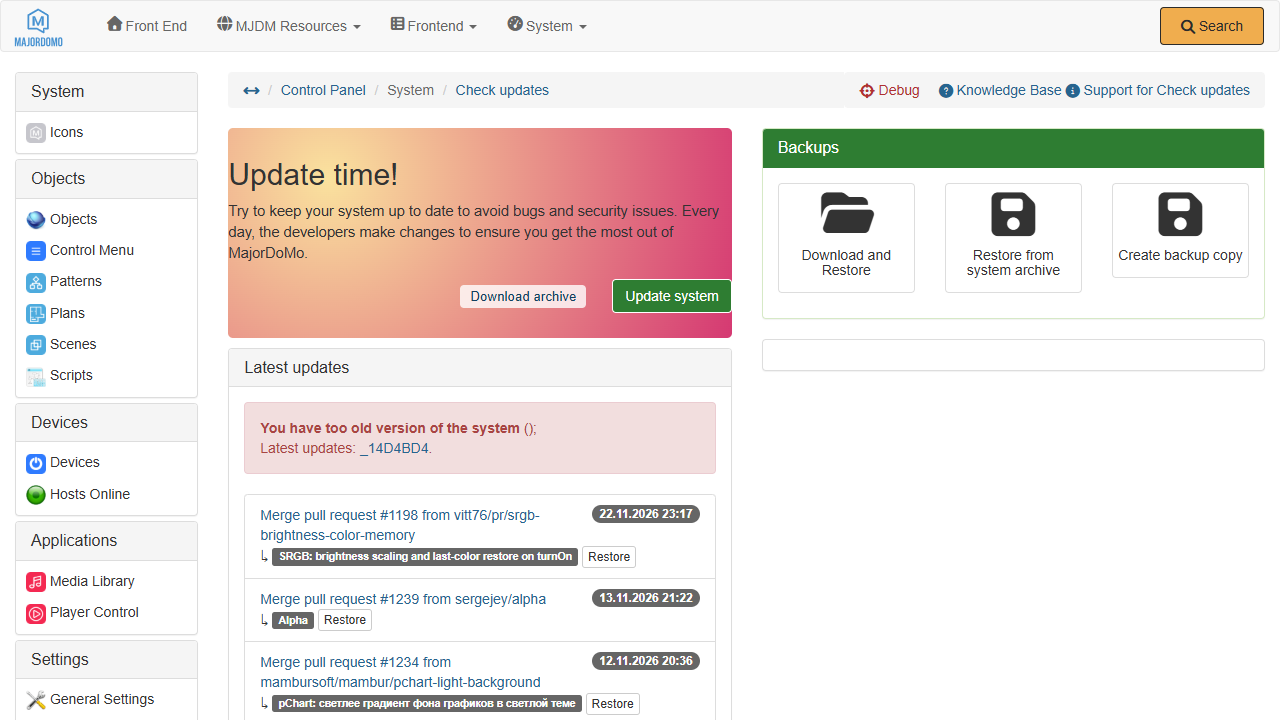 MAJORDOMO
Front End
MJDM Resources
Frontend
System
Search
System
Icons
Objects
Objects
Control Menu
Patterns
Plans
Scenes
Scripts
Devices
Devices
Hosts Online
Applications
Media Library
Player Control
Settings
General Settings
/ Control Panel / System / Check updates
Debug
Knowledge Base
Support for Check updates
Update time!
Try to keep your system up to date to avoid bugs and security issues. Every
day, the developers make changes to ensure you get the most out of
MajorDoMo.
Download archive
Update system
Latest updates
You have too old version of the system ();
Latest updates: _14D4BD4.
Merge pull request #1198 from vitt76/pr/srgb-
brightness-color-memory
22.11.2026 23:17
↳ SRGB: brightness scaling and last-color restore on turnOn Restore
Merge pull request #1239 from sergejey/alpha
13.11.2026 21:22
↳ Alpha Restore
Merge pull request #1234 from
mambursoft/mambur/pchart-light-background
12.11.2026 20:36
↳ pChart: светлее градиент фона графиков в светлой теме Restore
Backups
Download and
Restore
Restore from
system archive
Create backup copy